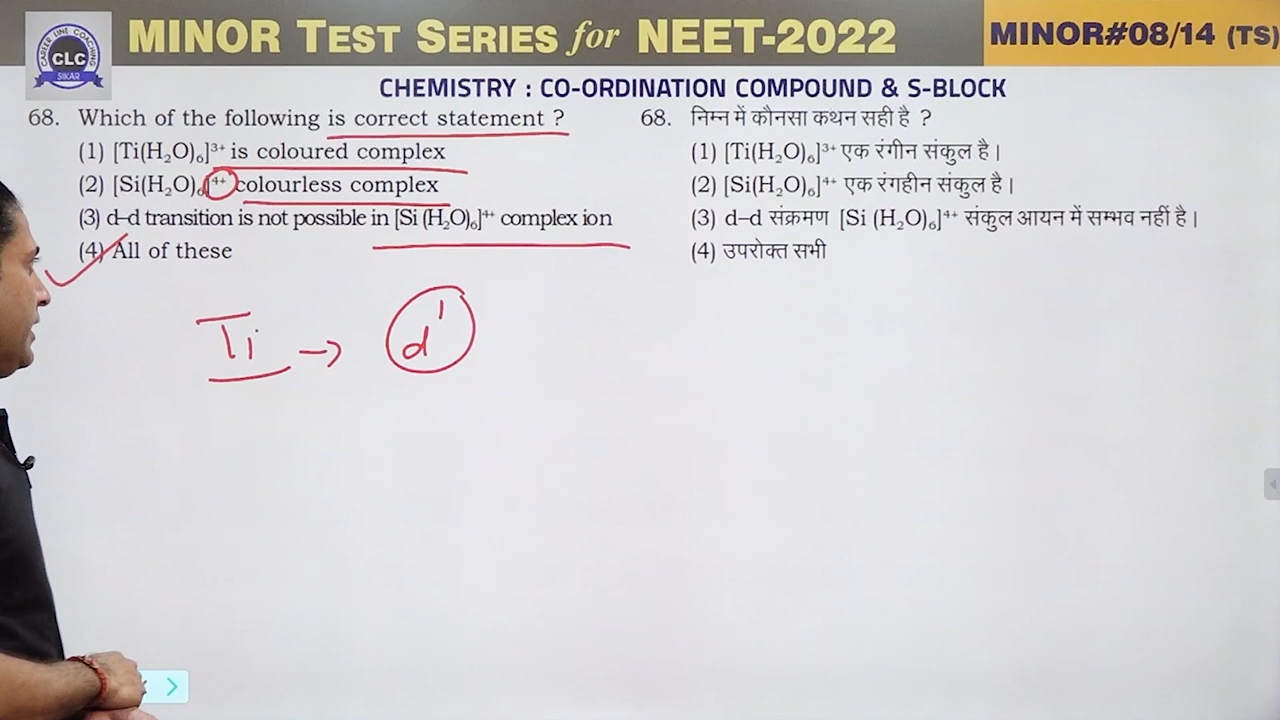 CAREER LINE COACHING
CLC
SIKAR
MINOR TEST SERIES for NEET-2022
MINOR#08/14 (TS)
CHEMISTRY : CO-ORDINATION COMPOUND & S-BLOCK
68. Which of the following is correct statement ?
(1) [Ti(H₂O)₆]³⁺ is coloured complex
(2) [Si(H₂O)₆]⁴⁺ colourless complex
(3) d–d transition is not possible in [Si (H₂O)₆]⁴⁺ complex ion
(4) All of these
68. निम्न में कौनसा कथन सही है ?
(1) [Ti(H₂O)₆]³⁺ एक रंगीन संकुल है।
(2) [Si(H₂O)₆]⁴⁺ एक रंगहीन संकुल है।
(3) d–d संक्रमण [Si (H₂O)₆]⁴⁺ संकुल आयन में सम्भव नहीं है।
(4) उपरोक्त सभी
Ti → d¹